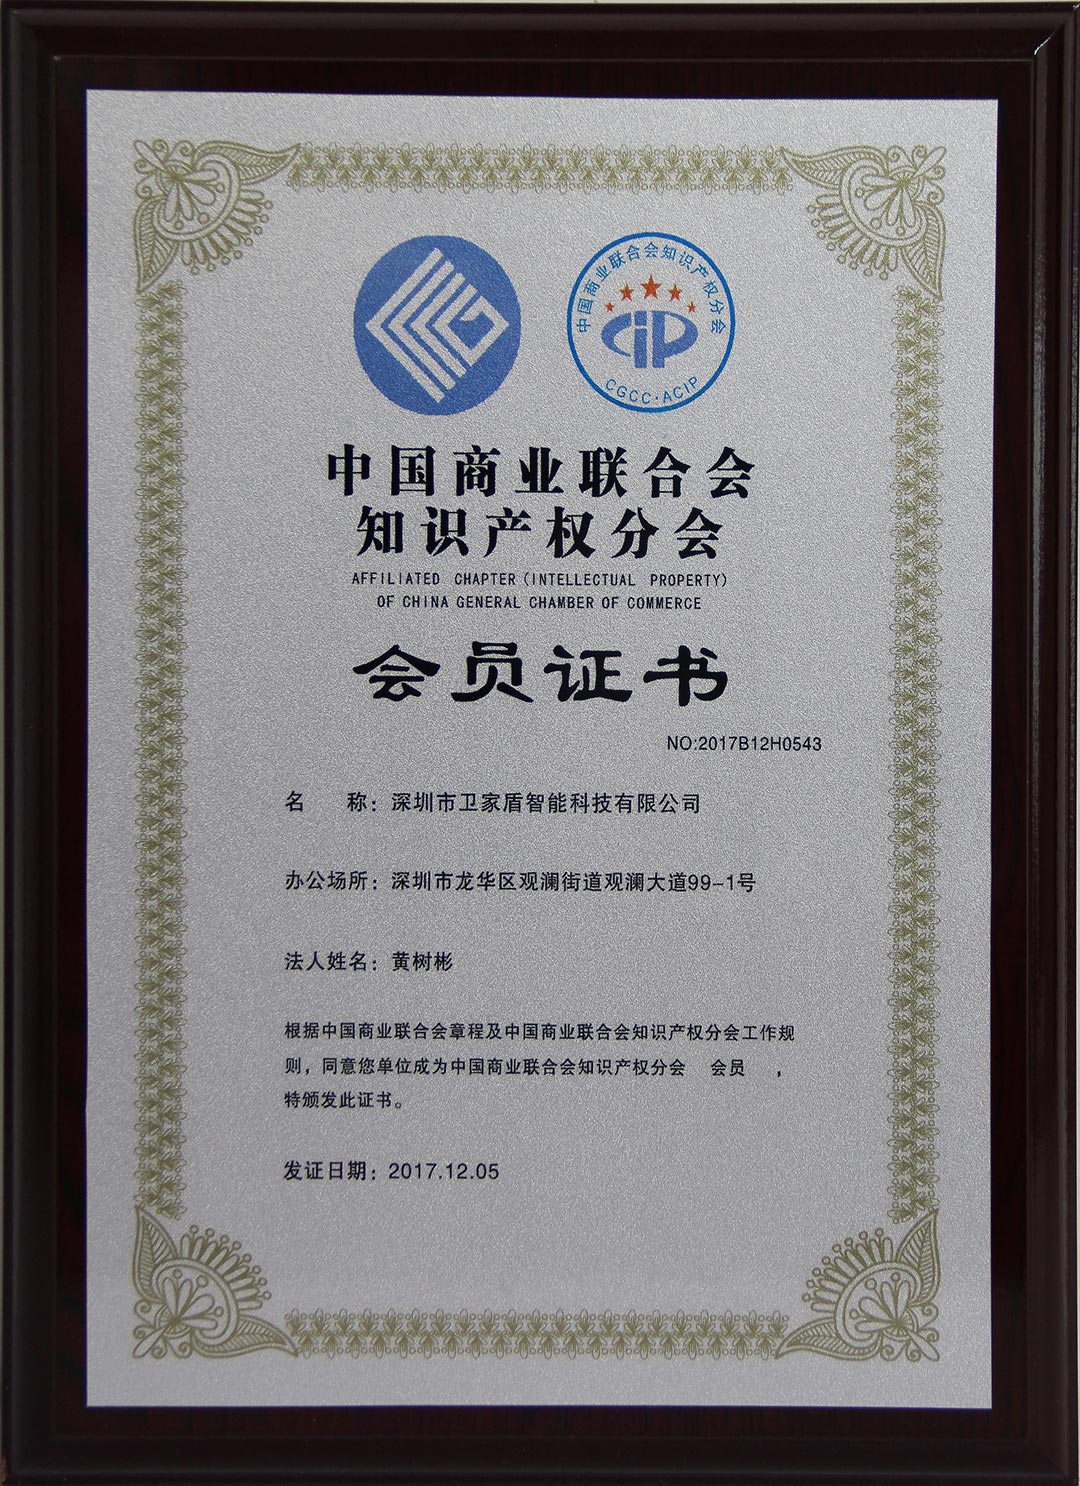 中国商业联合会知识产权分会
CiP
CGCC·ACIP
中国商业联合会
知识产权分会
AFFILIATED CHAPTER (INTELLECTUAL PROPERTY)
OF CHINA GENERAL CHAMBER OF COMMERCE
会员证书
NO:2017B12H0543
名 称：深圳市卫家盾智能科技有限公司
办公场所：深圳市龙华区观澜街道观澜大道99-1号
法人姓名：黄树彬
根据中国商业联合会章程及中国商业联合会知识产权分会工作规
则，同意您单位成为中国商业联合会知识产权分会 会员 ，
特颁发此证书。
发证日期：2017.12.05